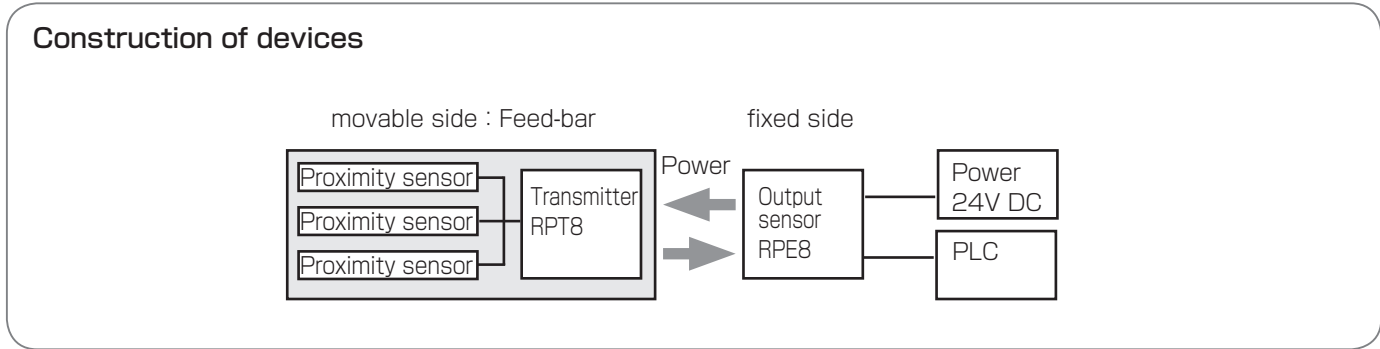 Construction of devices
movable side : Feed-bar
fixed side
Proximity sensor
Proximity sensor
Proximity sensor
Transmitter
RPT8
Power
Output
sensor
RPE8
Power
24V DC
PLC